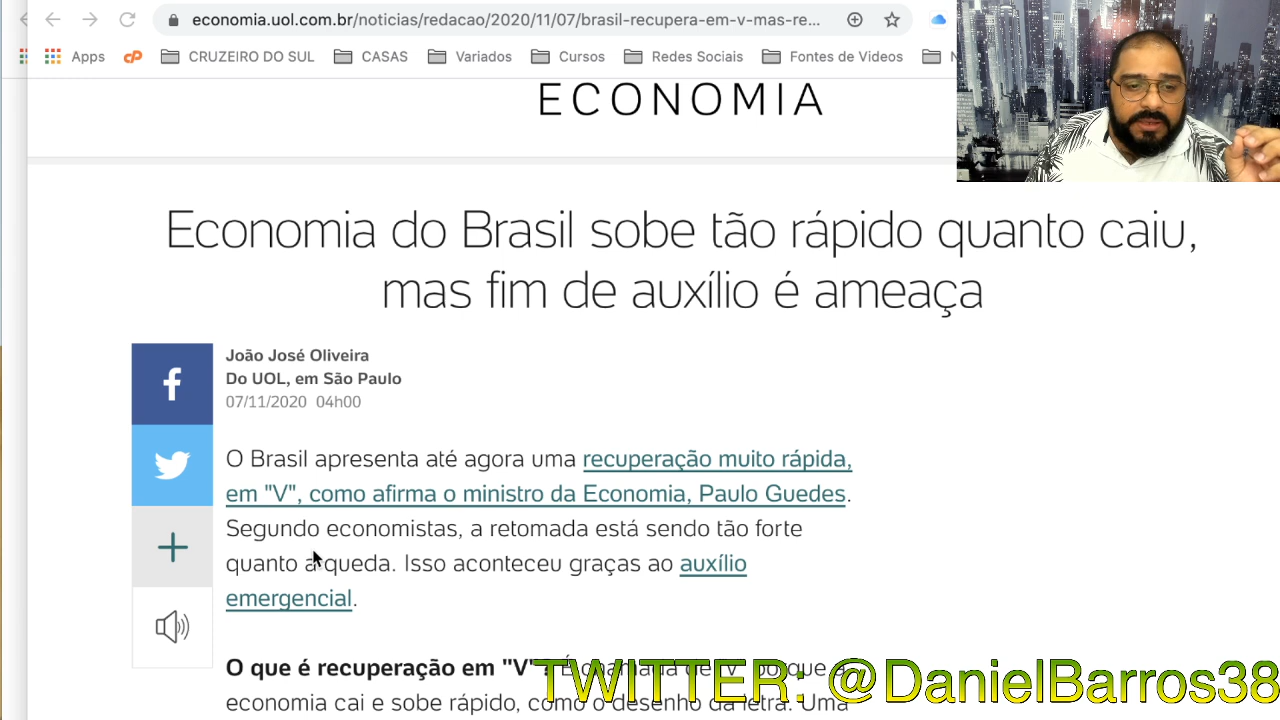 economia.uol.com.br/noticias/redacao/2020/11/07/brasil-recupera-em-v-mas-re...
Apps CRUZEIRO DO SUL CASAS Variados Cursos Redes Sociais Fontes de Videos
ECONOMIA
Economia do Brasil sobe tão rápido quanto caiu,
mas fim de auxílio é ameaça
João José Oliveira
Do UOL, em São Paulo
07/11/2020 04h00
O Brasil apresenta até agora uma recuperação muito rápida,
em "V", como afirma o ministro da Economia, Paulo Guedes.
Segundo economistas, a retomada está sendo tão forte
quanto a queda. Isso aconteceu graças ao auxílio
emergencial.
O que é recuperação em "V"?
TWITTER: @DanielBarros38
economia cai e sobe rápido, como o desenho da letra. Uma